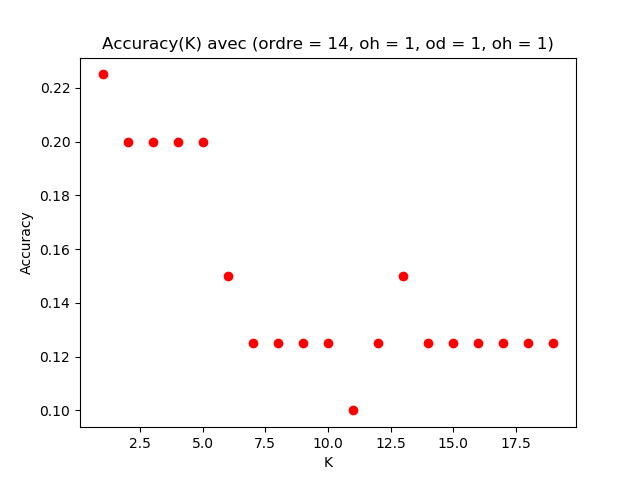 Accuracy(K) avec (ordre = 14, oh = 1, od = 1, oh = 1)
0.22
0.20
0.18
0.16
0.14
0.12
0.10
Accuracy
2.5 5.0 7.5 10.0 12.5 15.0 17.5
K